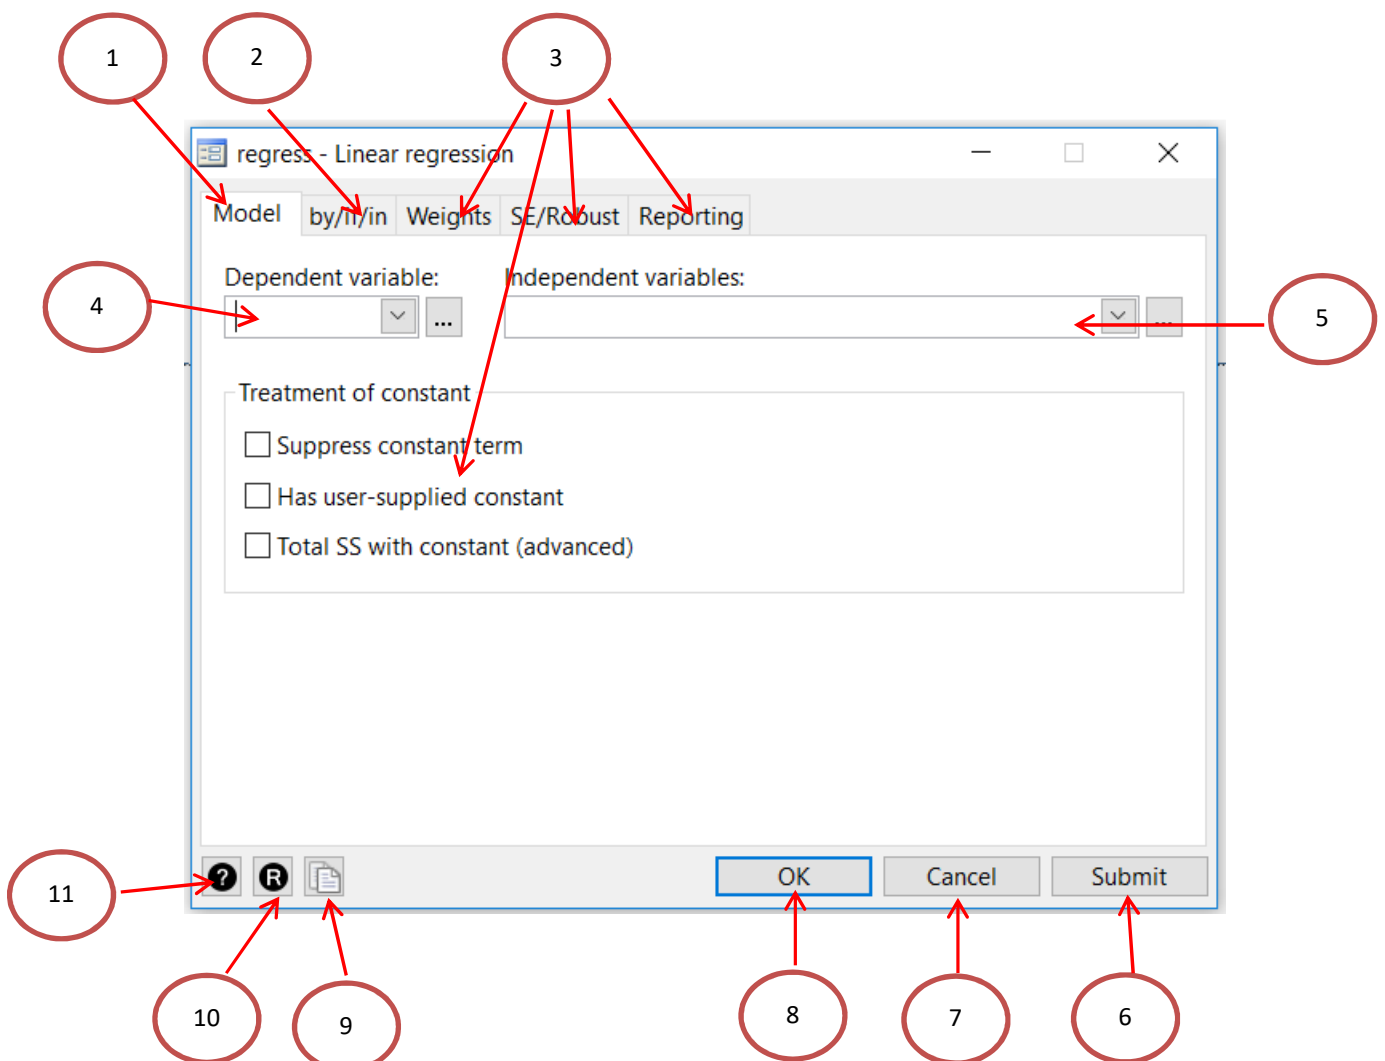 1 2 3
regress - Linear regression
Model by/if/in Weights SE/Robust Reporting
Dependent variable: Independent variables:
4 ... ... 5
Treatment of constant
Suppress constant term
Has user-supplied constant
Total SS with constant (advanced)
? R OK Cancel Submit
11
10 9 8 7 6